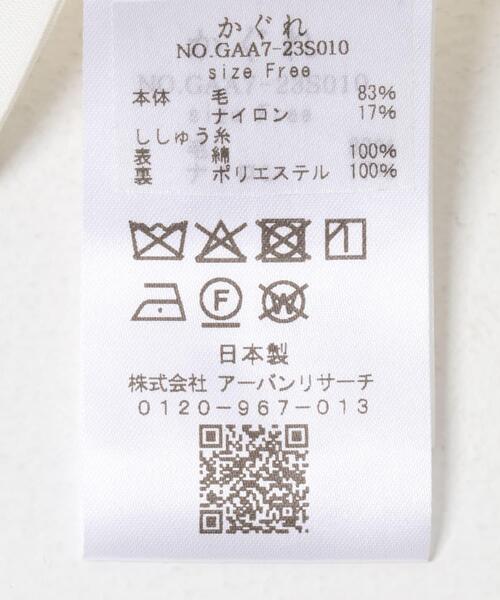 かぐれ
NO.GAA7-23S010
size Free
本体 毛 83%
ナイロン 17%
ししゅう糸
表 綿 100%
裏 ポリエステル 100%
F W
日本製
株式会社 アーバンリサーチ
0120-967-013